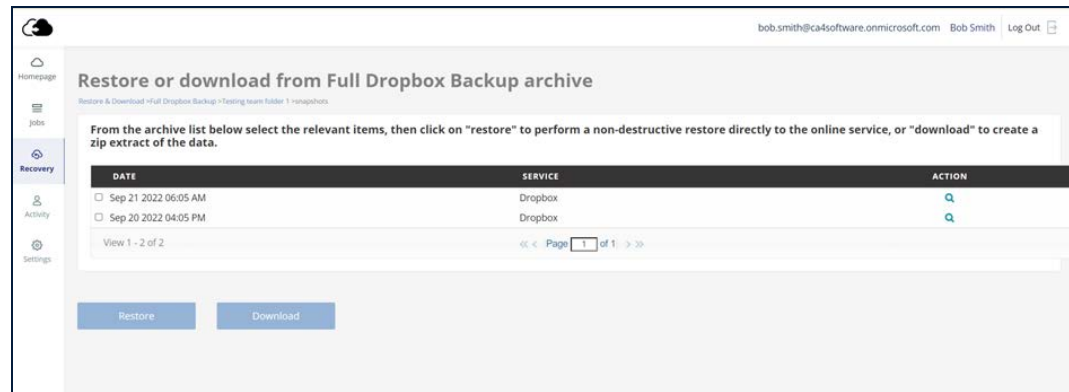 bob.smith@ca4software.onmicrosoft.com Bob Smith Log Out
Homepage
Jobs
Recovery
Activity
Settings
Restore or download from Full Dropbox Backup archive
Restore & Download >Full Dropbox Backup >Testing team folder 1 >snapshots
From the archive list below select the relevant items, then click on "restore" to perform a non-destructive restore directly to the online service, or "download" to create a
zip extract of the data.
DATE SERVICE ACTION
Sep 21 2022 06:05 AM Dropbox
Sep 20 2022 04:05 PM Dropbox
View 1 - 2 of 2 Page 1 of 1
Restore Download